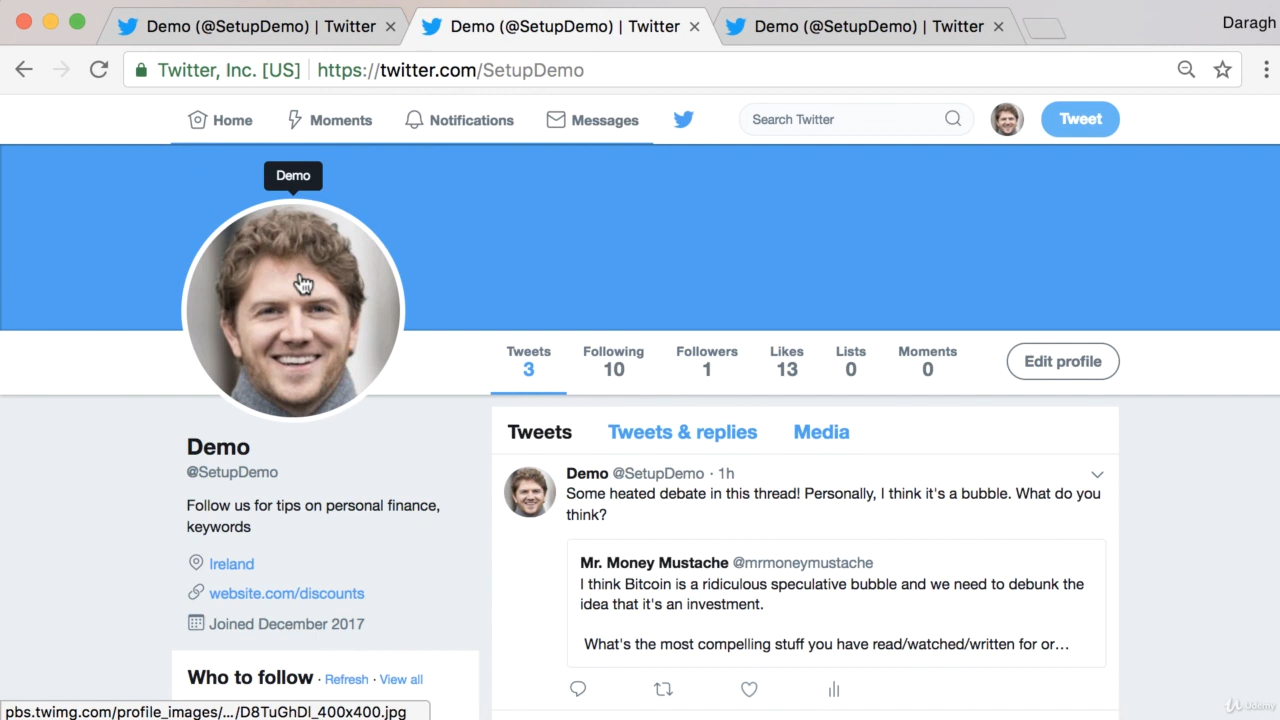 Demo (@SetupDemo) | Twitter
Demo (@SetupDemo) | Twitter
Demo (@SetupDemo) | Twitter
Daragh
Twitter, Inc. [US]
https://twitter.com/SetupDemo
Home
Moments
Notifications
Messages
Search Twitter
Tweet
Demo
Tweets
3
Following
10
Followers
1
Likes
13
Lists
0
Moments
0
Edit profile
Demo
@SetupDemo
Follow us for tips on personal finance,
keywords
Ireland
website.com/discounts
Joined December 2017
Who to follow · Refresh · View all
Tweets
Tweets & replies
Media
Demo @SetupDemo · 1h
Some heated debate in this thread! Personally, I think it's a bubble. What do you
think?
Mr. Money Mustache @mrmoneymustache
I think Bitcoin is a ridiculous speculative bubble and we need to debunk the
idea that it's an investment.
What's the most compelling stuff you have read/watched/written for or…
pbs.twimg.com/profile_images/.../D8TuGhDl_400x400.jpg
Udemy